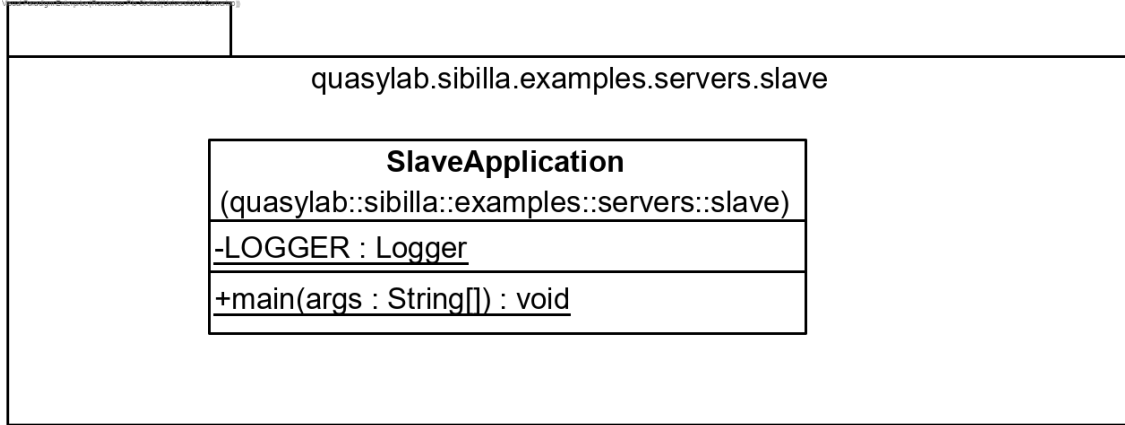 quasylab.sibilla.examples.servers.slave
SlaveApplication
(quasylab::sibilla::examples::servers::slave)
-LOGGER : Logger
+main(args : String[]) : void